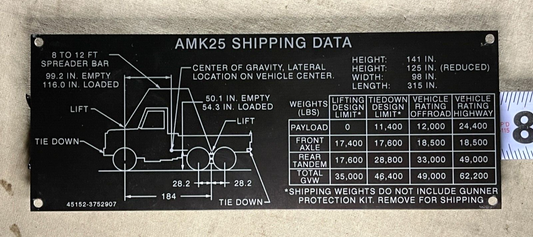 AMK25 SHIPPING DATA
8 TO 12 FT
SPREADER BAR
99.2 IN. EMPTY
116.0 IN. LOADED
CENTER OF GRAVITY, LATERAL
LOCATION ON VEHICLE CENTER.
HEIGHT: 141 IN.
HEIGHT: 125 IN. (REDUCED)
WIDTH: 98 IN.
LENGTH: 315 IN.
50.1 IN. EMPTY
54.3 IN. LOADED
LIFT
LIFT
TIE DOWN
28.2 28.2
184
TIE DOWN
45152-3752907
WEIGHTS (LBS) LIFTING DESIGN LIMIT* TIEDOWN DESIGN LIMIT* VEHICLE RATING OFFROAD VEHICLE RATING HIGHWAY
PAYLOAD 0 11,400 12,000 24,400
FRONT AXLE 17,400 17,600 18,500 18,500
REAR TANDEM 17,600 28,800 33,000 49,000
TOTAL GVW 35,000 46,400 49,000 62,200
*SHIPPING WEIGHTS DO NOT INCLUDE GUNNER
PROTECTION KIT. REMOVE FOR SHIPPING
8